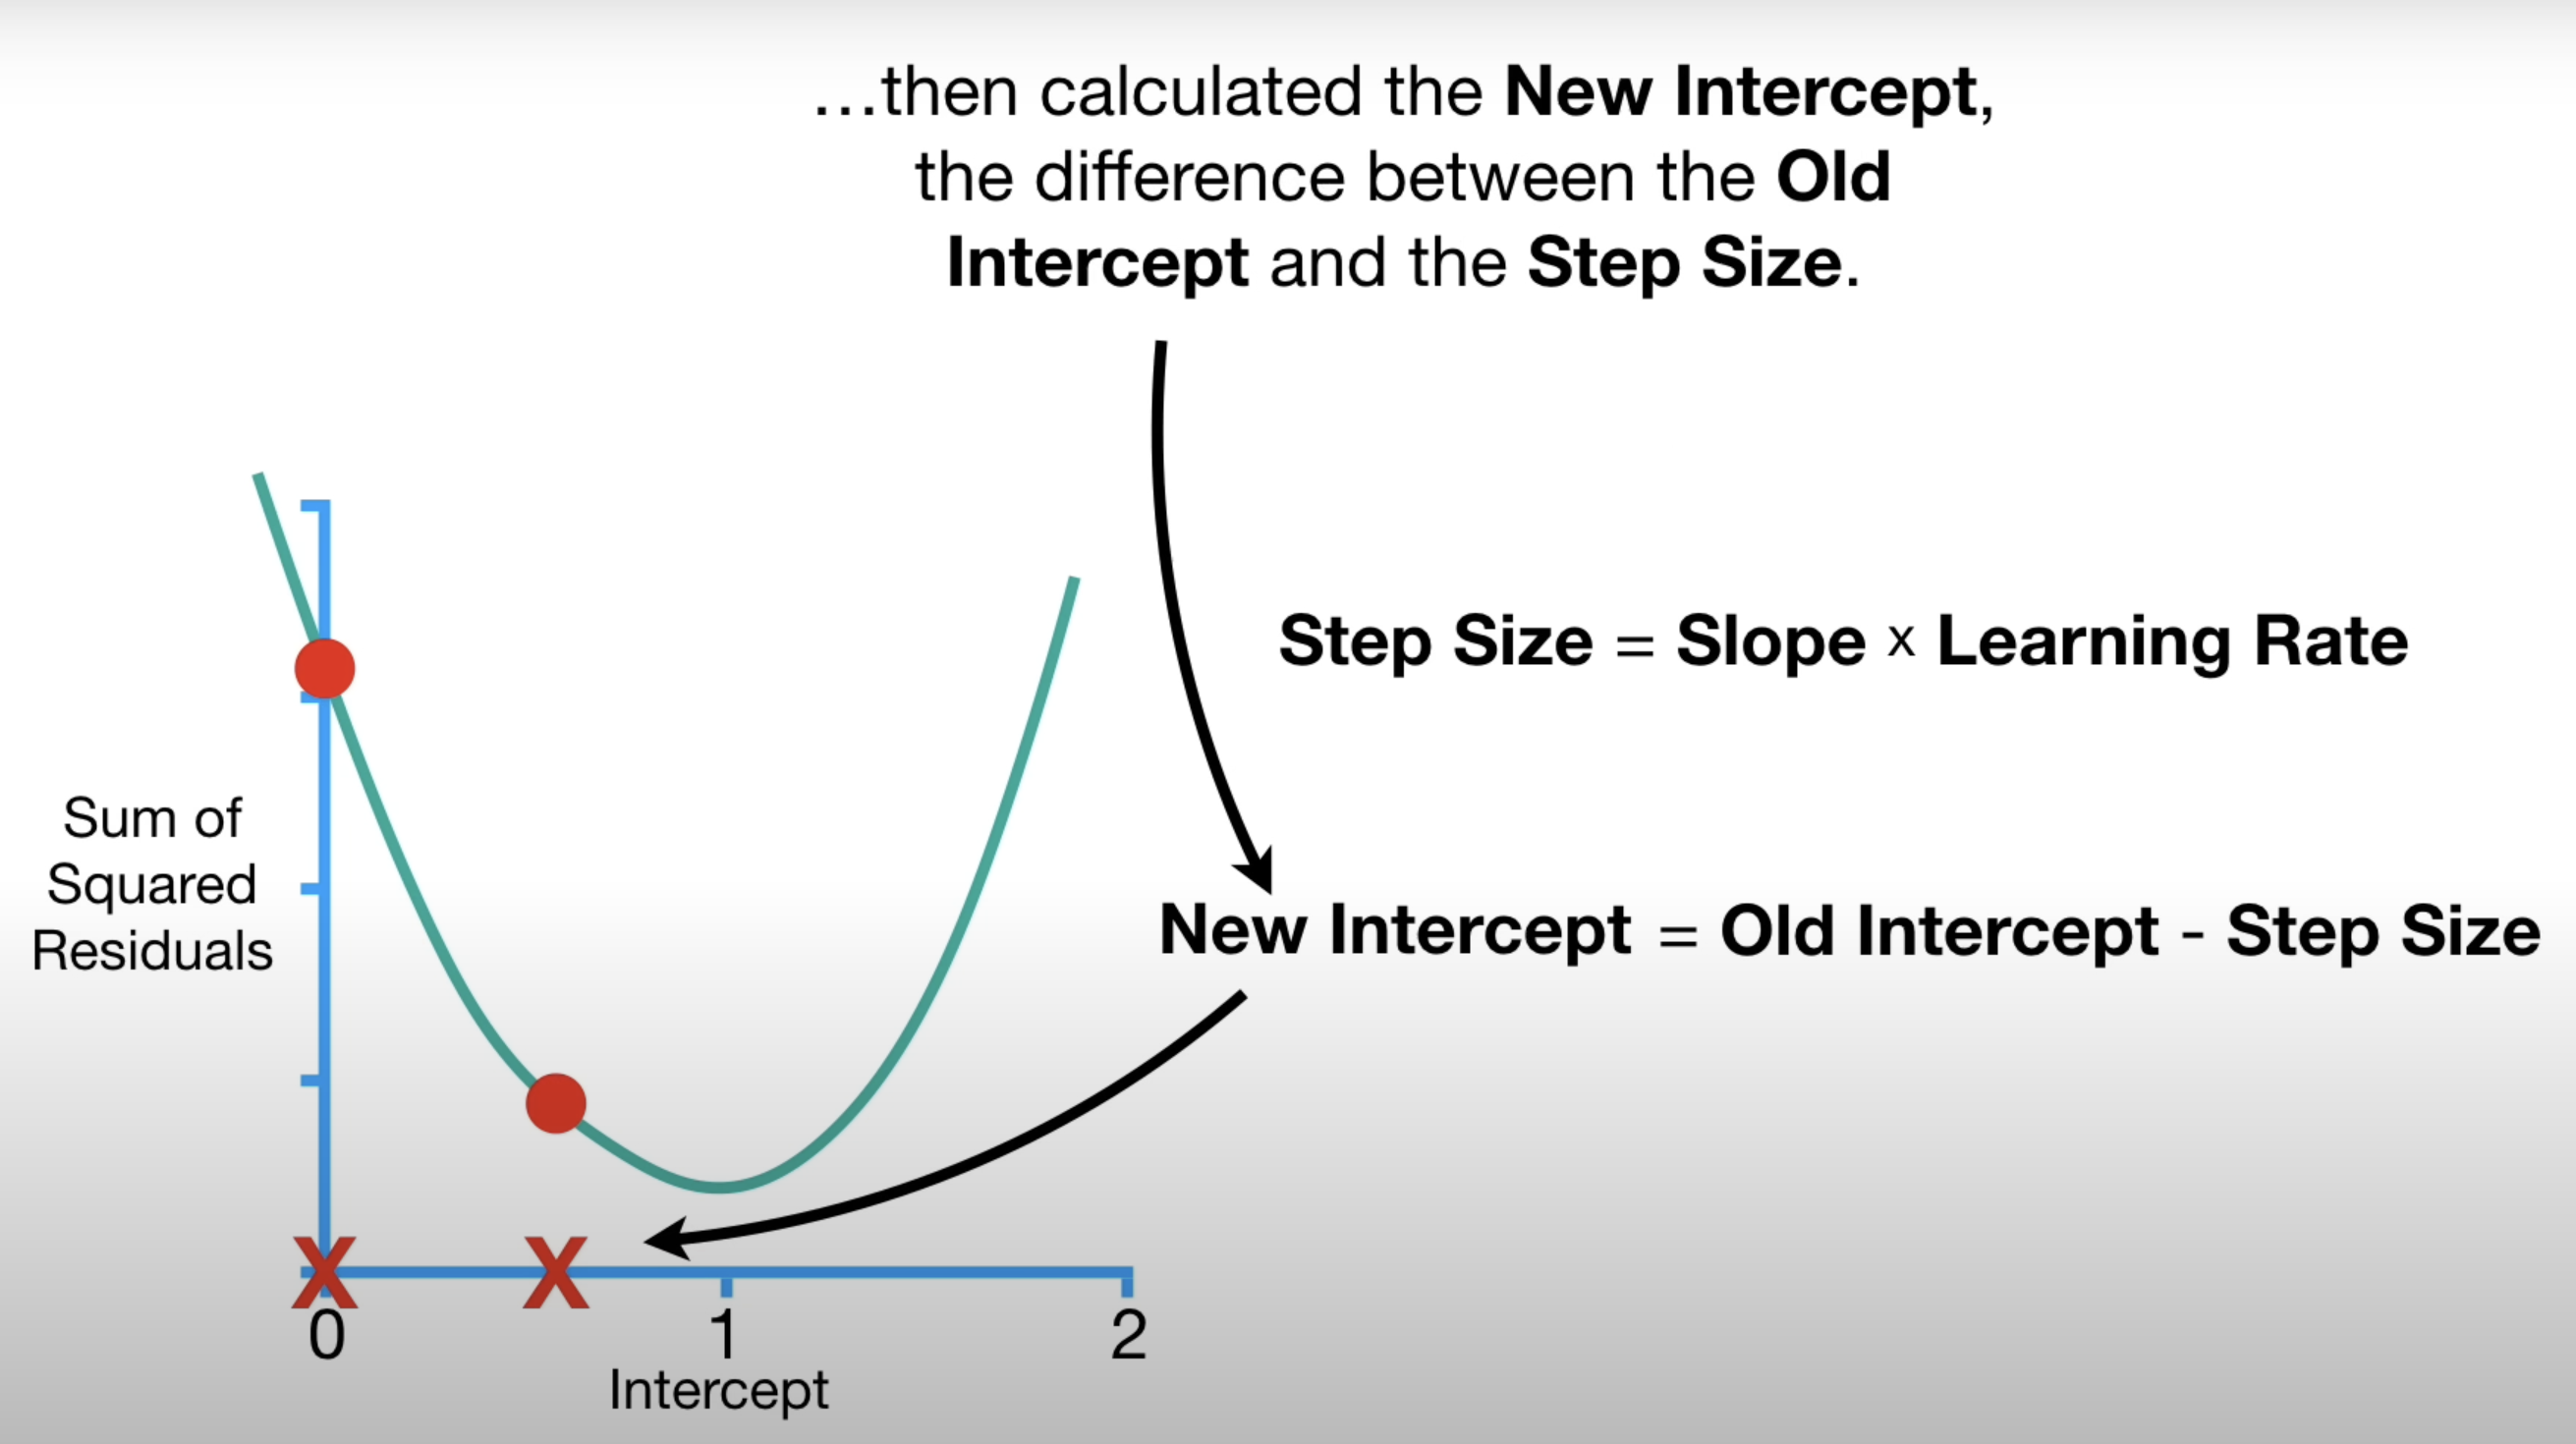 …then calculated the New Intercept,
the difference between the Old
Intercept and the Step Size.
Step Size = Slope x Learning Rate
Sum of
Squared
Residuals
New Intercept = Old Intercept - Step Size
X X
0 1 2
Intercept